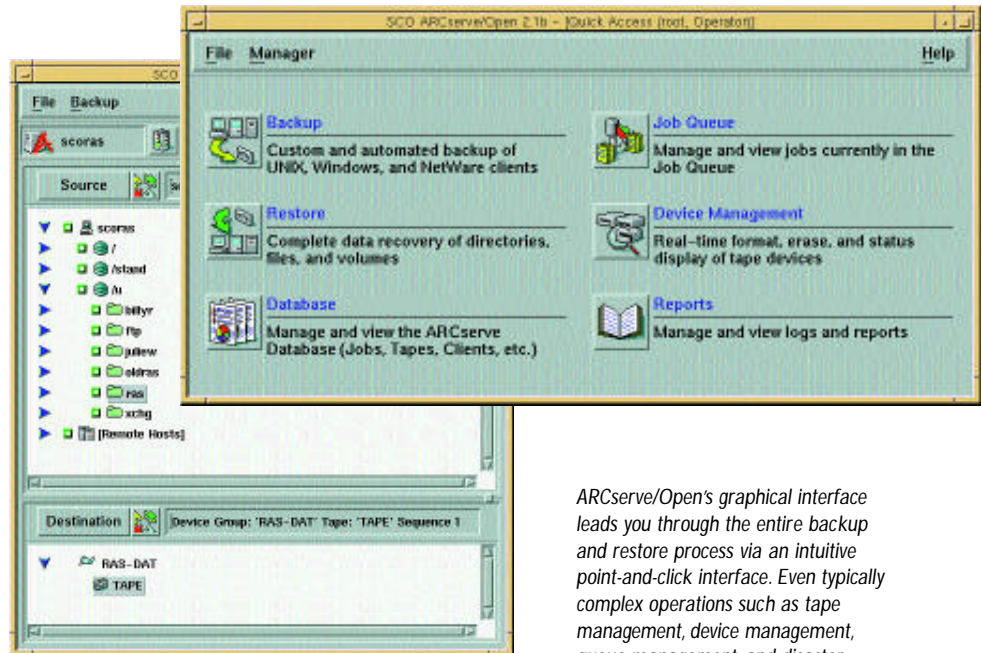 SCO ARCserve/Open 2.1b - [Quick Access (root, Operator)]
File Manager Help
Backup
Custom and automated backup of
UNIX, Windows, and NetWare clients
Restore
Complete data recovery of directories,
files, and volumes
Database
Manage and view the ARCserve
Database (Jobs, Tapes, Clients, etc.)
Job Queue
Manage and view jobs currently in the
Job Queue
Device Management
Real-time format, erase, and status
display of tape devices
Reports
Manage and view logs and reports
SCO
File Backup
scoras
Source
scoras
/
/stand
/u
billyr
ftp
juliew
oldras
ras
xchg
[Remote Hosts]
Destination Device Group: 'RAS-DAT' Tape: 'TAPE' Sequence 1
RAS-DAT
TAPE
ARCserve/Open's graphical interface
leads you through the entire backup
and restore process via an intuitive
point-and-click interface. Even typically
complex operations such as tape
management, device management,
queue management, and disaster